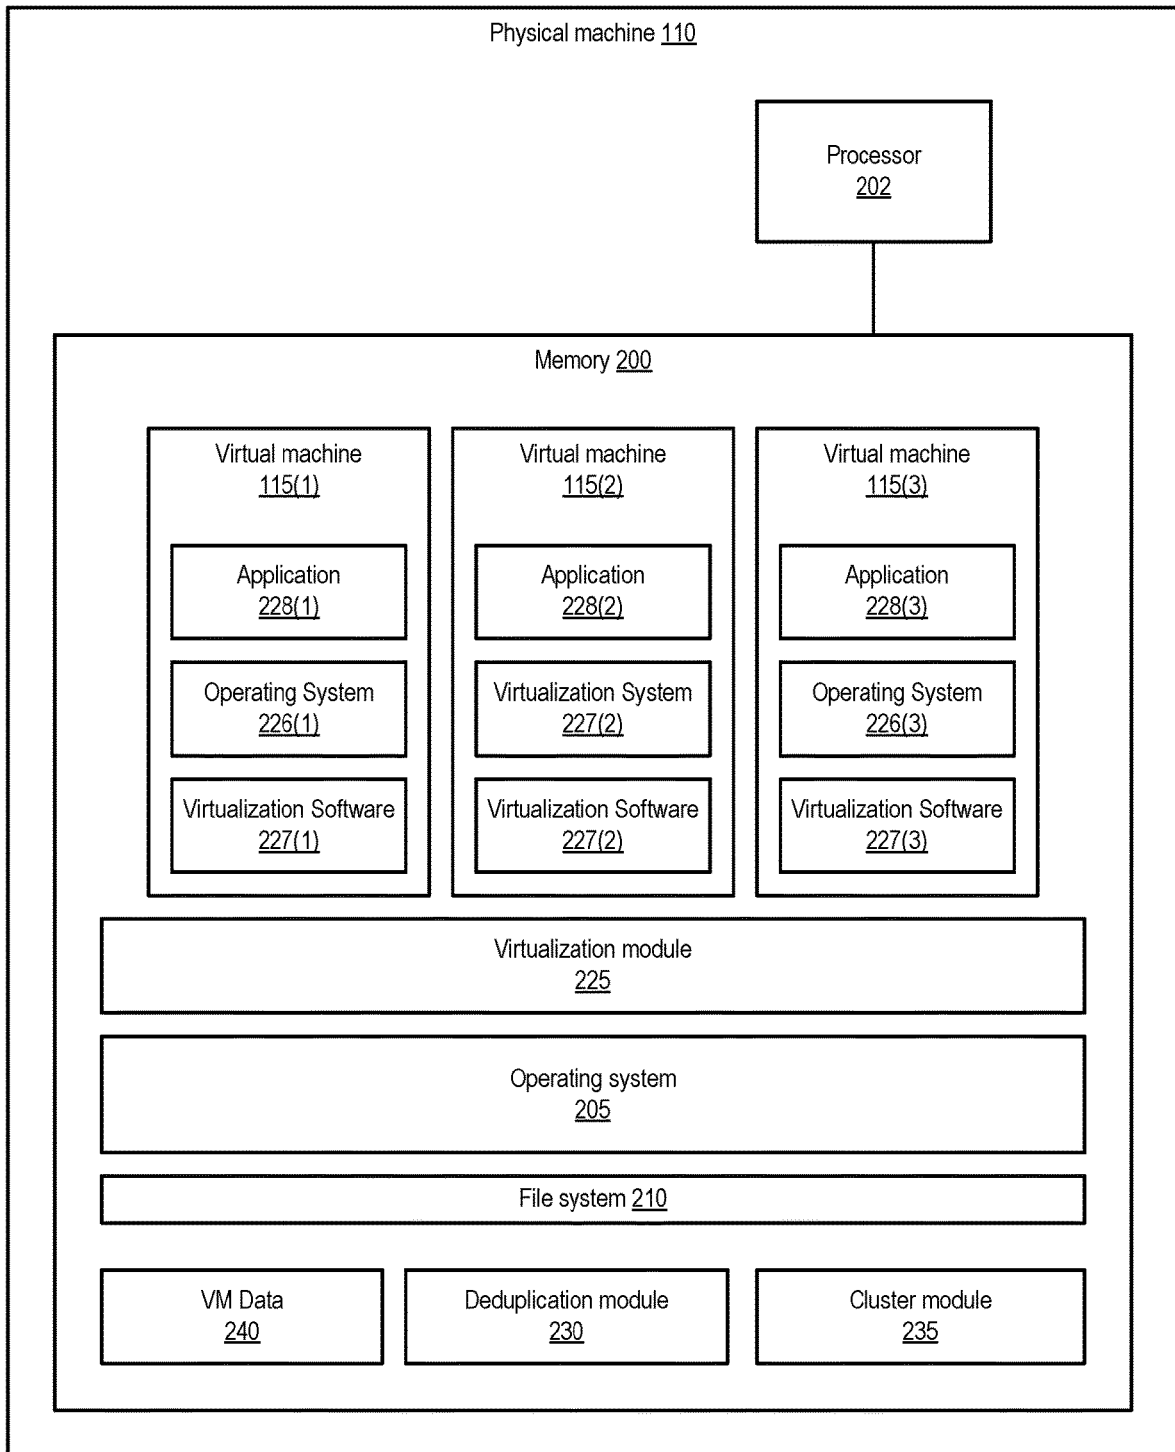 Physical machine 110
Processor
202
Memory 200
Virtual machine
115(1)
Application
228(1)
Operating System
226(1)
Virtualization Software
227(1)
Virtual machine
115(2)
Application
228(2)
Virtualization System
227(2)
Virtualization Software
227(2)
Virtual machine
115(3)
Application
228(3)
Operating System
226(3)
Virtualization Software
227(3)
Virtualization module
225
Operating system
205
File system 210
VM Data
240
Deduplication module
230
Cluster module
235